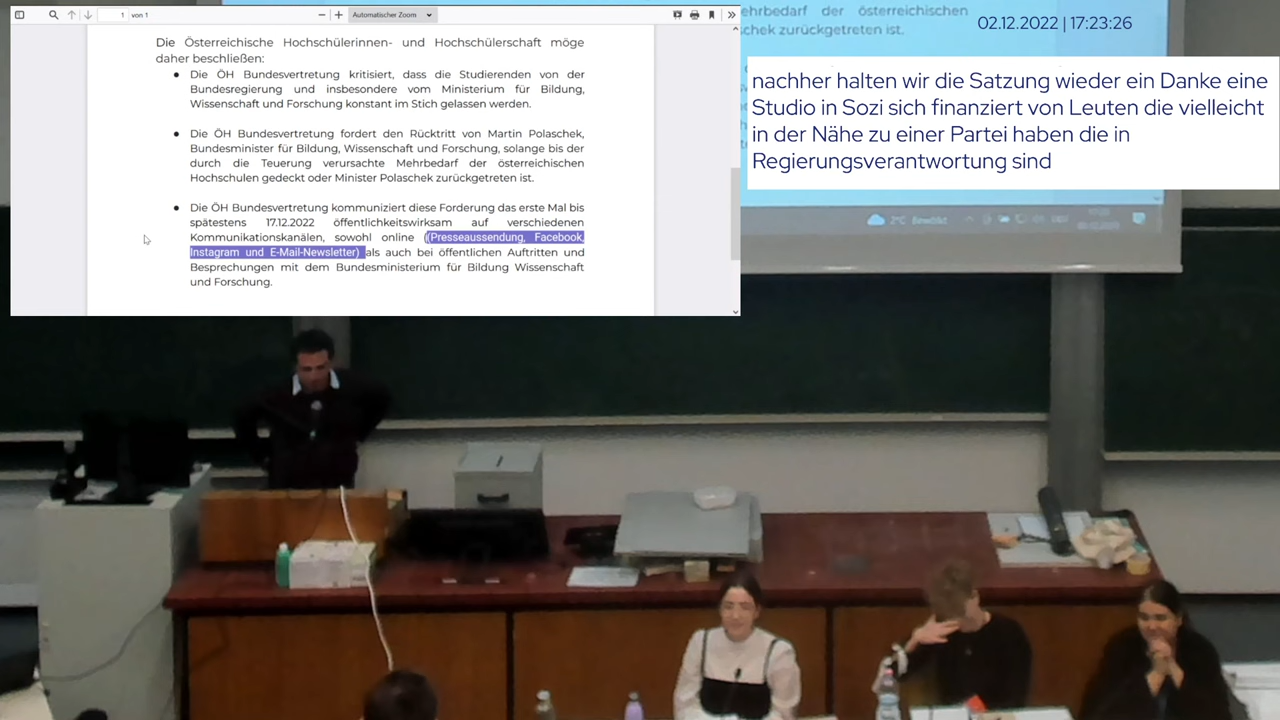 1 von 1
Automatischer Zoom
Die Österreichische Hochschülerinnen- und Hochschülerschaft möge
daher beschließen:
● Die ÖH Bundesvertretung kritisiert, dass die Studierenden von der
Bundesregierung und insbesondere vom Ministerium für Bildung,
Wissenschaft und Forschung konstant im Stich gelassen werden.
● Die ÖH Bundesvertretung fordert den Rücktritt von Martin Polaschek,
Bundesminister für Bildung, Wissenschaft und Forschung, solange bis der
durch die Teuerung verursachte Mehrbedarf der österreichischen
Hochschulen gedeckt oder Minister Polaschek zurückgetreten ist.
● Die ÖH Bundesvertretung kommuniziert diese Forderung das erste Mal bis
spätestens 17.12.2022 öffentlichkeitswirksam auf verschiedenen
Kommunikationskanälen, sowohl online ((Presseaussendung, Facebook,
Instagram und E-Mail-Newsletter) als auch bei öffentlichen Auftritten und
Besprechungen mit dem Bundesministerium für Bildung Wissenschaft
und Forschung.
ehrbedarf der österreichischen
schek zurückgetreten ist.
02.12.2022 | 17:23:26
nachher halten wir die Satzung wieder ein Danke eine
Studio in Sozi sich finanziert von Leuten die vielleicht
in der Nähe zu einer Partei haben die in
Regierungsverantwortung sind
2°C Bewölkt